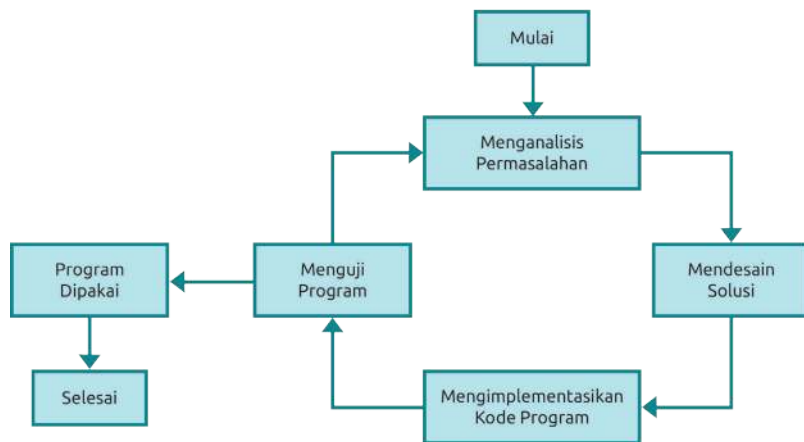 Mulai
Menganalisis
Permasalahan
Mendesain
Solusi
Mengimplementasikan
Kode Program
Menguji
Program
Program
Dipakai
Selesai